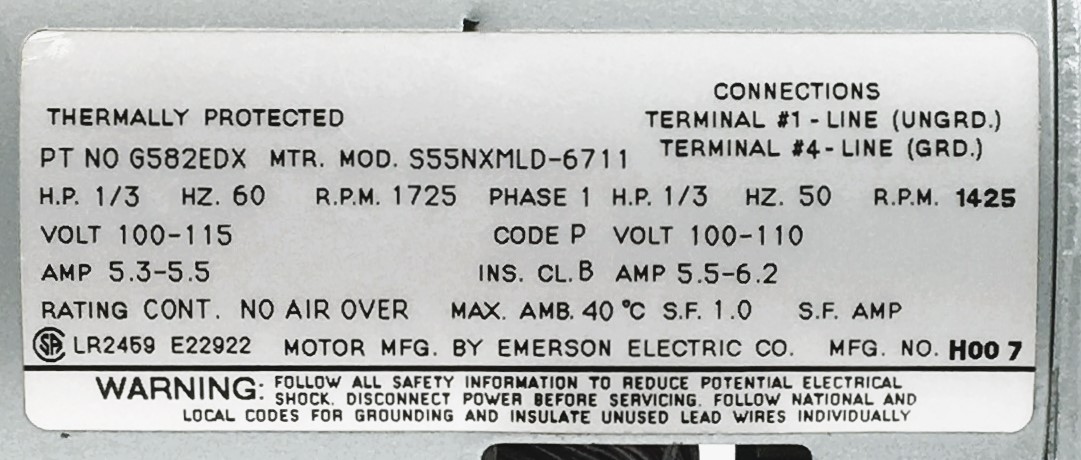 CONNECTIONS
THERMALLY PROTECTED TERMINAL #1 - LINE (UNGRD.)
PT NO G582EDX MTR. MOD. S55NXMLD-6711 TERMINAL #4 - LINE (GRD.)
H.P. 1/3 HZ. 60 R.P.M. 1725 PHASE 1 H.P. 1/3 HZ. 50 R.P.M. 1425
VOLT 100-115 CODE P VOLT 100-110
AMP 5.3-5.5 INS. CL. B AMP 5.5-6.2
RATING CONT. NO AIR OVER MAX. AMB. 40 °C S.F. 1.0 S.F. AMP
SA LR2459 E22922 MOTOR MFG. BY EMERSON ELECTRIC CO. MFG. NO. H00 7
WARNING: FOLLOW ALL SAFETY INFORMATION TO REDUCE POTENTIAL ELECTRICAL
SHOCK. DISCONNECT POWER BEFORE SERVICING. FOLLOW NATIONAL AND
LOCAL CODES FOR GROUNDING AND INSULATE UNUSED LEAD WIRES INDIVIDUALLY